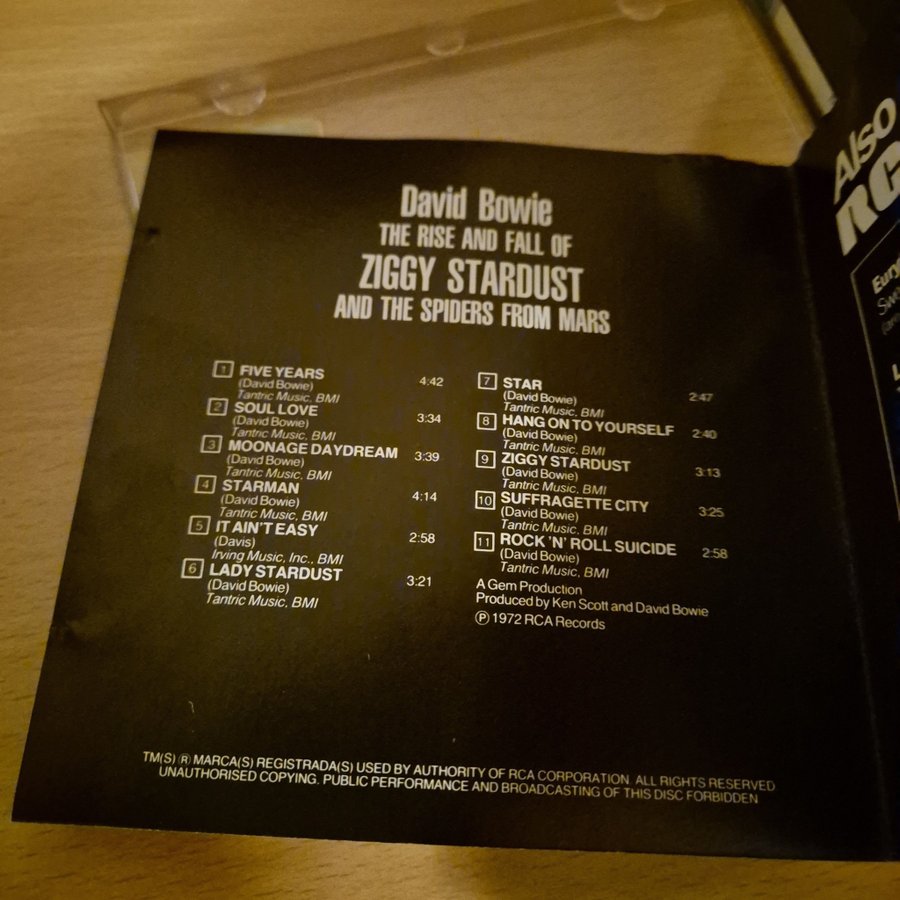 David Bowie
THE RISE AND FALL OF
ZIGGY STARDUST
AND THE SPIDERS FROM MARS
1 FIVE YEARS 4:42
(David Bowie)
Tantric Music, BMI
2 SOUL LOVE 3:34
(David Bowie)
Tantric Music, BMI
3 MOONAGE DAYDREAM 3:39
(David Bowie)
Tantric Music, BMI
4 STARMAN 4:14
(David Bowie)
Tantric Music, BMI
5 IT AIN'T EASY 2:58
(Davis)
Irving Music, Inc., BMI
6 LADY STARDUST 3:21
(David Bowie)
Tantric Music, BMI
7 STAR 2:47
(David Bowie)
Tantric Music, BMI
8 HANG ON TO YOURSELF 2:40
(David Bowie)
Tantric Music, BMI
9 ZIGGY STARDUST 3:13
(David Bowie)
Tantric Music, BMI
10 SUFFRAGETTE CITY 3:25
(David Bowie)
Tantric Music, BMI
11 ROCK 'N' ROLL SUICIDE 2:58
(David Bowie)
Tantric Music, BMI
A Gem Production
Produced by Ken Scott and David Bowie
Ⓟ 1972 RCA Records
TM(S) ® MARCA(S) REGISTRADA(S) USED BY AUTHORITY OF RCA CORPORATION. ALL RIGHTS RESERVED
UNAUTHORISED COPYING, PUBLIC PERFORMANCE AND BROADCASTING OF THIS DISC FORBIDDEN
Also
RC